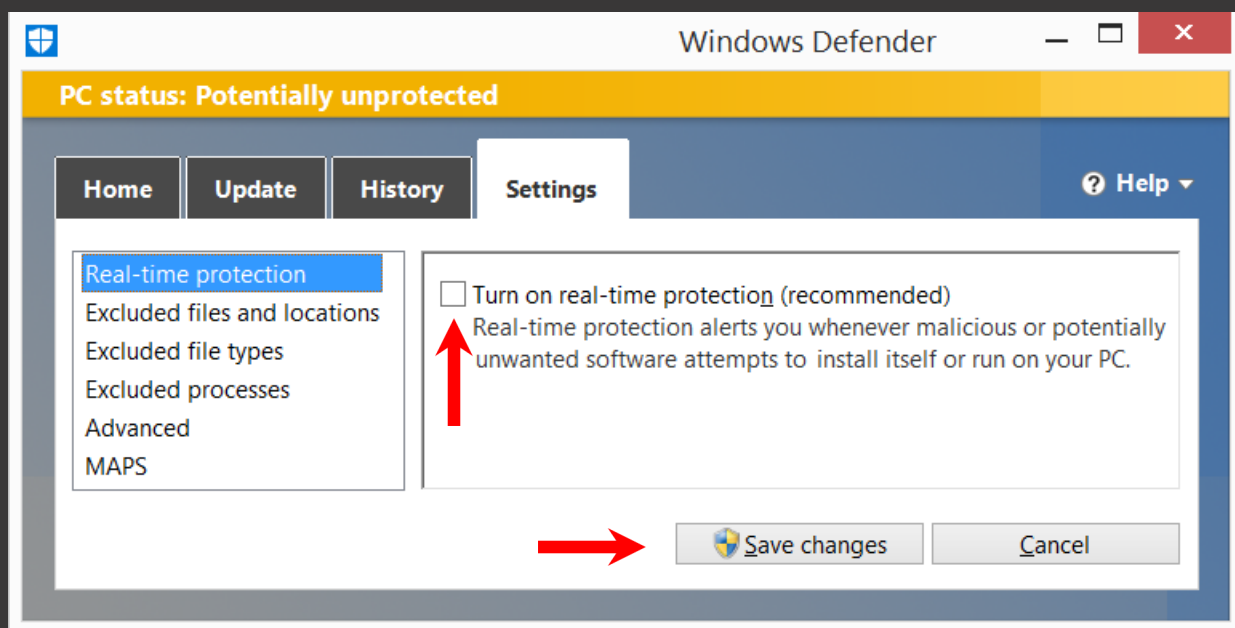 Windows Defender
PC status: Potentially unprotected
Home
Update
History
Settings
Help
Real-time protection
Excluded files and locations
Excluded file types
Excluded processes
Advanced
MAPS
Turn on real-time protection (recommended)
Real-time protection alerts you whenever malicious or potentially
unwanted software attempts to install itself or run on your PC.
Save changes
Cancel